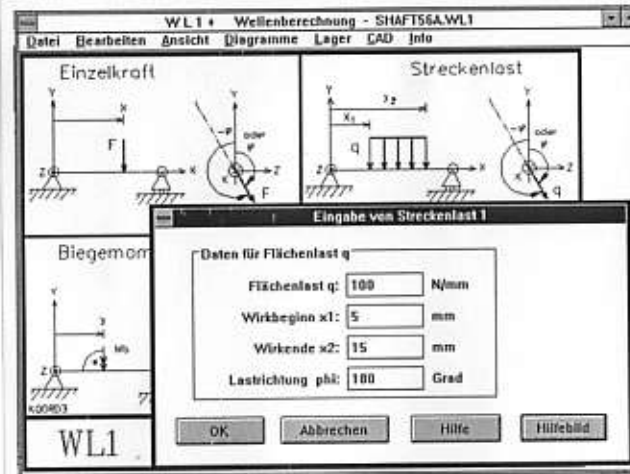 WL1+ Wellenberechnung - SHAFT56A.WL1
Datei Bearbeiten Ansicht Diagramme Lager CAD Info
Einzelkraft
Y
X
F
Z
X
Y
-φ
oder
φ
Z
X
F
Streckenlast
Y
x2
x1
q
Z
X
Y
-φ
oder
φ
Z
X
q
Biegemom
Y
Z
KOORD3
WL1
Eingabe von Streckenlast 1
Daten für Flächenlast q
Flächenlast q: 100 N/mm
Wirkbeginn x1: 5 mm
Wirkende x2: 15 mm
Lastrichtung phi: 180 Grad
OK Abbrechen Hilfe Hilfebild